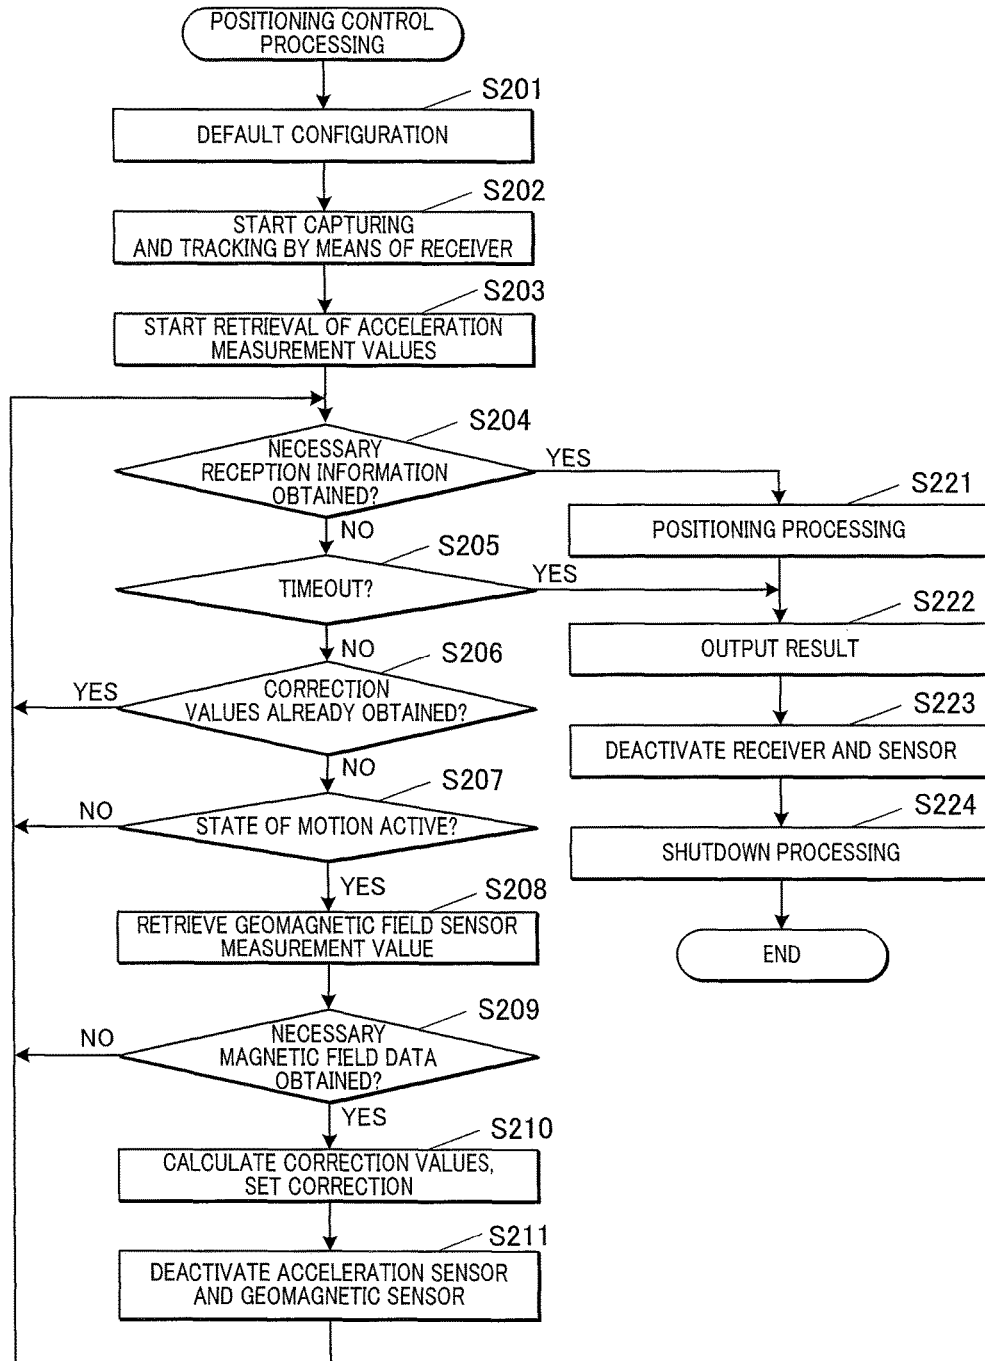 POSITIONING CONTROL
PROCESSING
S201
DEFAULT CONFIGURATION
S202
START CAPTURING
AND TRACKING BY MEANS OF RECEIVER
S203
START RETRIEVAL OF ACCELERATION
MEASUREMENT VALUES
S204
NECESSARY
RECEPTION INFORMATION
OBTAINED?
YES
NO
S221
POSITIONING PROCESSING
S205
TIMEOUT?
YES
NO
S222
OUTPUT RESULT
S206
CORRECTION
VALUES ALREADY OBTAINED?
YES
NO
S223
DEACTIVATE RECEIVER AND SENSOR
S207
STATE OF MOTION ACTIVE?
NO
YES
S224
SHUTDOWN PROCESSING
END
S208
RETRIEVE GEOMAGNETIC FIELD SENSOR
MEASUREMENT VALUE
S209
NECESSARY
MAGNETIC FIELD DATA
OBTAINED?
NO
YES
S210
CALCULATE CORRECTION VALUES,
SET CORRECTION
S211
DEACTIVATE ACCELERATION SENSOR
AND GEOMAGNETIC SENSOR